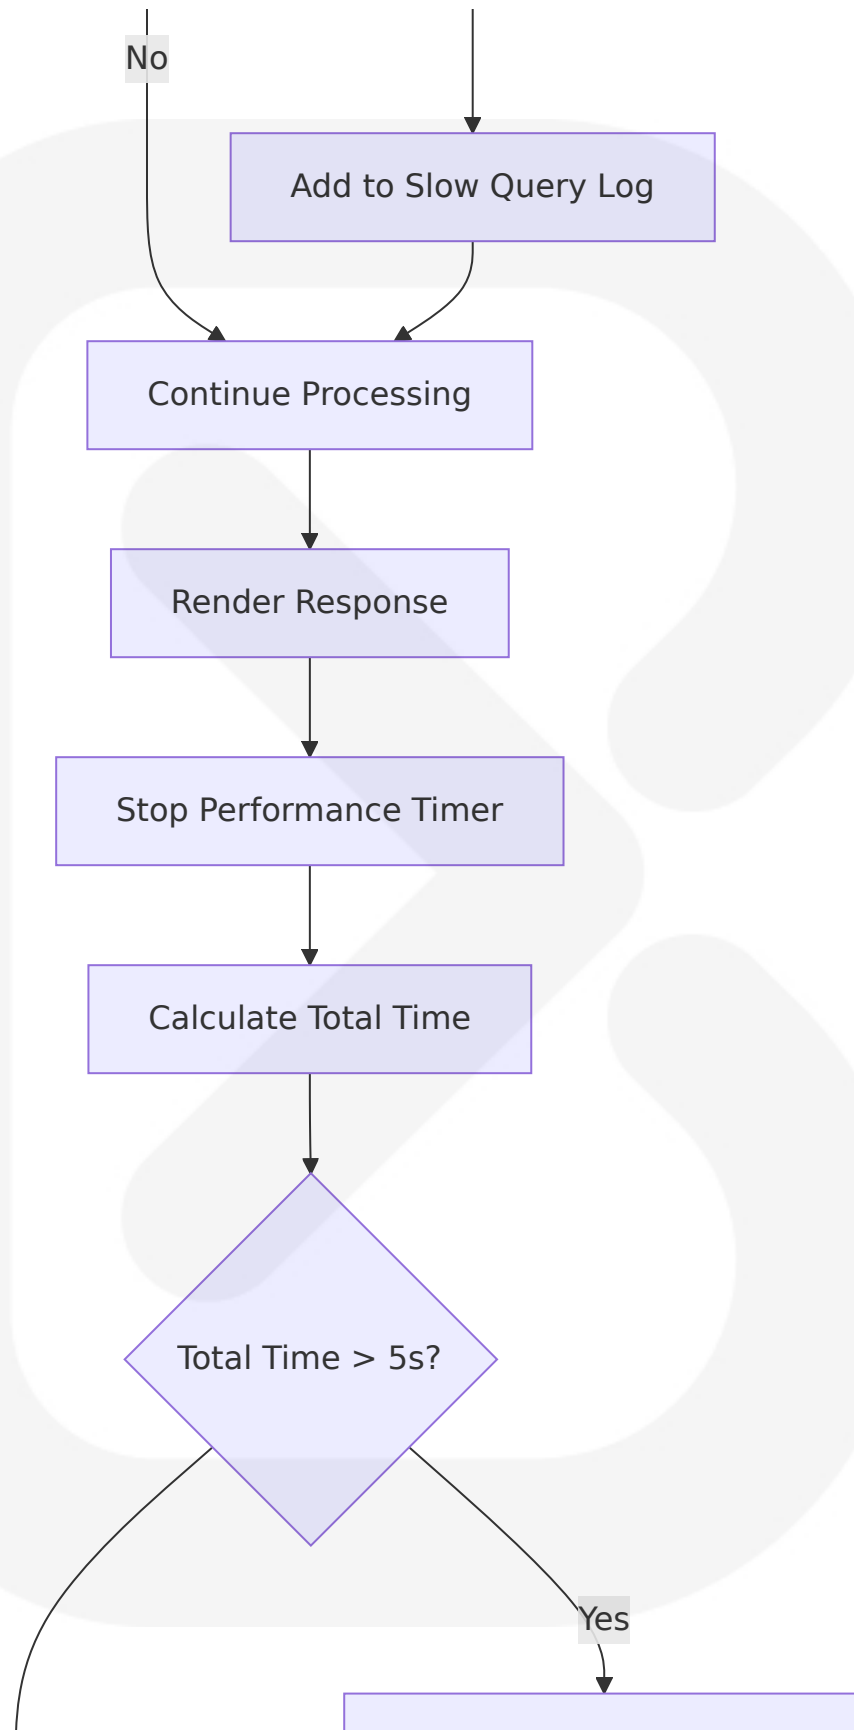 No
Add to Slow Query Log
Continue Processing
Render Response
Stop Performance Timer
Calculate Total Time
Total Time > 5s?
Yes